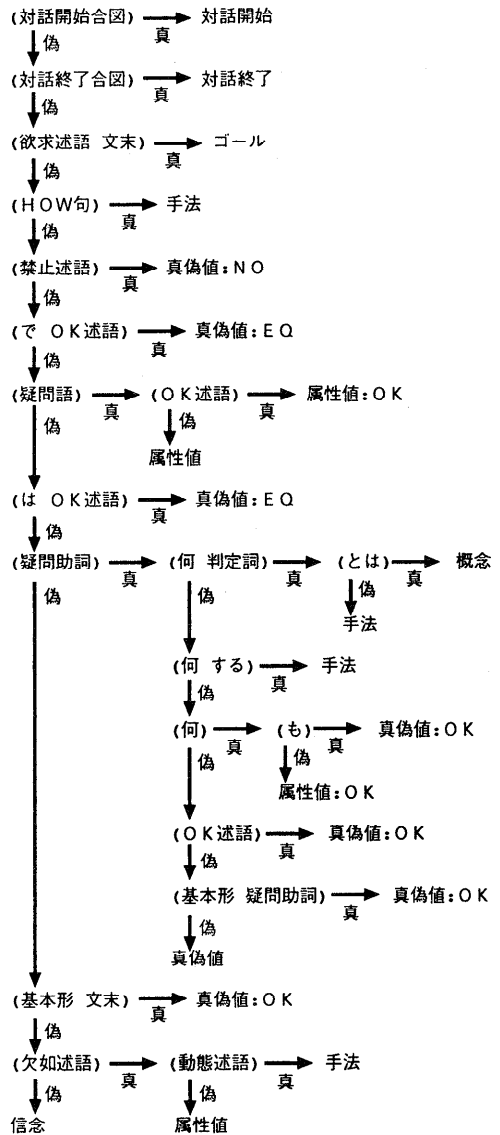 (対話開始合図) 真 対話開始
偽
(対話終了合図) 真 対話終了
偽
(欲求述語 文末) 真 ゴール
偽
(HOW句) 真 手法
偽
(禁止述語) 真 真偽値:NO
偽
(で OK述語) 真 真偽値:EQ
偽
(疑問語) 真 (OK述語) 真 属性値:OK
偽 偽
属性値
(は OK述語) 真 真偽値:EQ
偽
(疑問助詞) 真 (何 判定詞) 真 (とは) 真 概念
偽 偽 偽
手法
(何 する) 真 手法
偽
(何) 真 (も) 真 真偽値:OK
偽 偽
属性値:OK
(OK述語) 真 真偽値:OK
偽
(基本形 疑問助詞) 真 真偽値:OK
偽
真偽値
(基本形 文末) 真 真偽値:OK
偽
(欠如述語) 真 (動態述語) 真 手法
偽 偽
信念 属性値